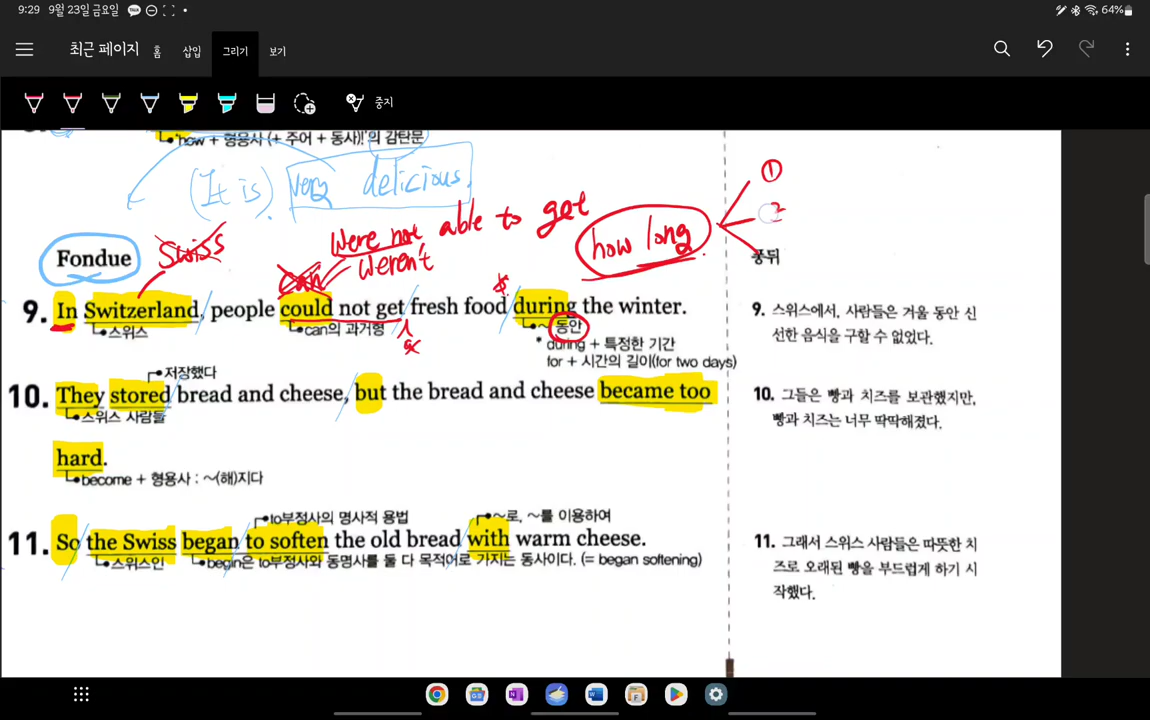 9:29 9월 23일 금요일 64%
최근 페이지 홈 삽입 그리기 보기
중지
'how + 형용사 (+ 주어 + 동사)!'의 감탄문
(It is) very delicious.
were not able to get
how long
①
2
Swiss
can
weren't
Fondue
퐁뒤
9. In Switzerland, people could not get fresh food during the winter.
스위스
can의 과거형
~ 동안
* during + 특정한 기간
for + 시간의 길이(for two days)
9. 스위스에서, 사람들은 겨울 동안 신
선한 음식을 구할 수 없었다.
저장했다
10. They stored bread and cheese, but the bread and cheese became too
스위스 사람들
hard.
become + 형용사 : ~(해)지다
10. 그들은 빵과 치즈를 보관했지만,
빵과 치즈는 너무 딱딱해졌다.
to부정사의 명사적 용법
~로, ~를 이용하여
11. So the Swiss began to soften the old bread with warm cheese.
스위스인
begin은 to부정사와 동명사를 둘 다 목적어로 가지는 동사이다. (= began softening)
11. 그래서 스위스 사람들은 따뜻한 치
즈로 오래된 빵을 부드럽게 하기 시
작했다.